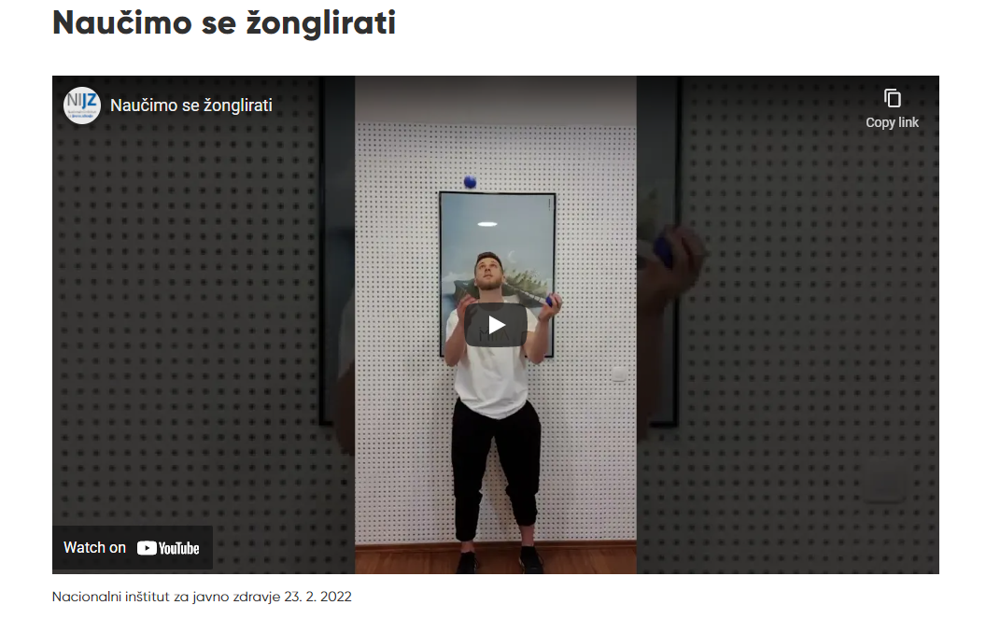 Naučimo se žonglirati
NIJZ
Naučimo se žonglirati
Copy link
Watch on YouTube
Nacionalni inštitut za javno zdravje 23. 2. 2022